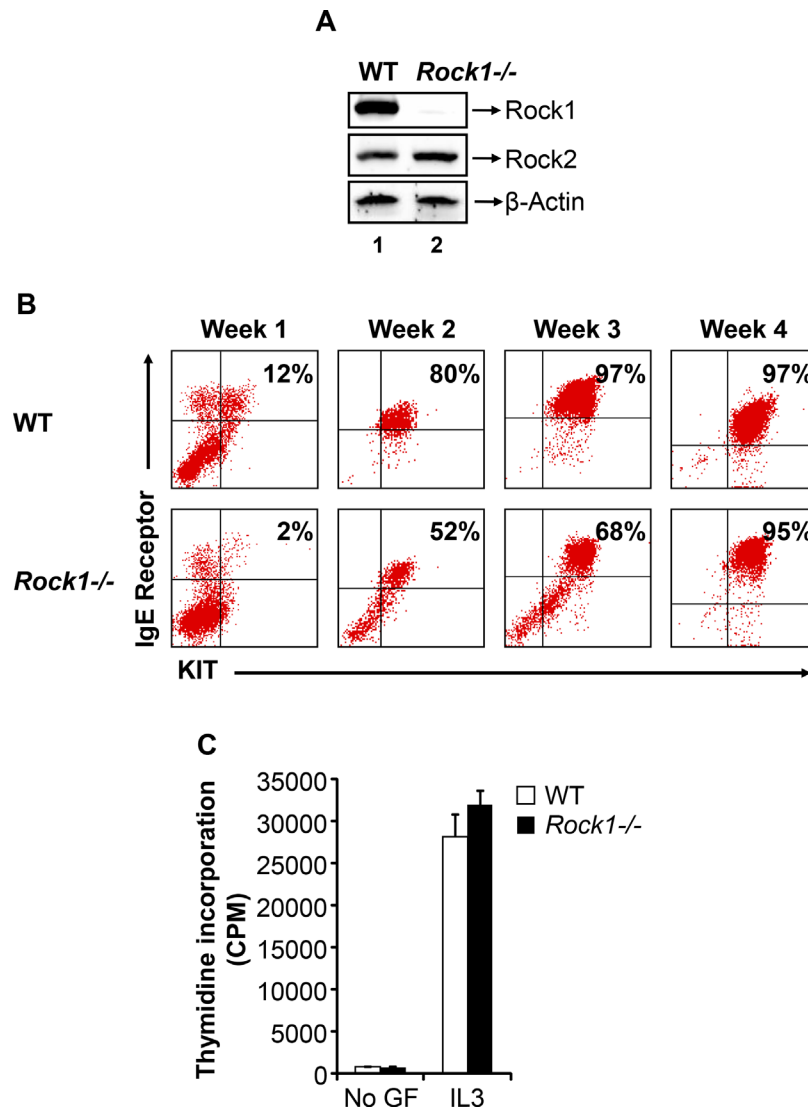 A
WT Rock1-/-
Rock1
Rock2
β-Actin
1 2
B
Week 1 Week 2 Week 3 Week 4
WT
12% 80% 97% 97%
Rock1-/-
2% 52% 68% 95%
IgE Receptor
KIT
C
Thymidine incorporation
(CPM)
35000
30000
25000
20000
15000
10000
5000
0
No GF IL3
WT
Rock1-/-